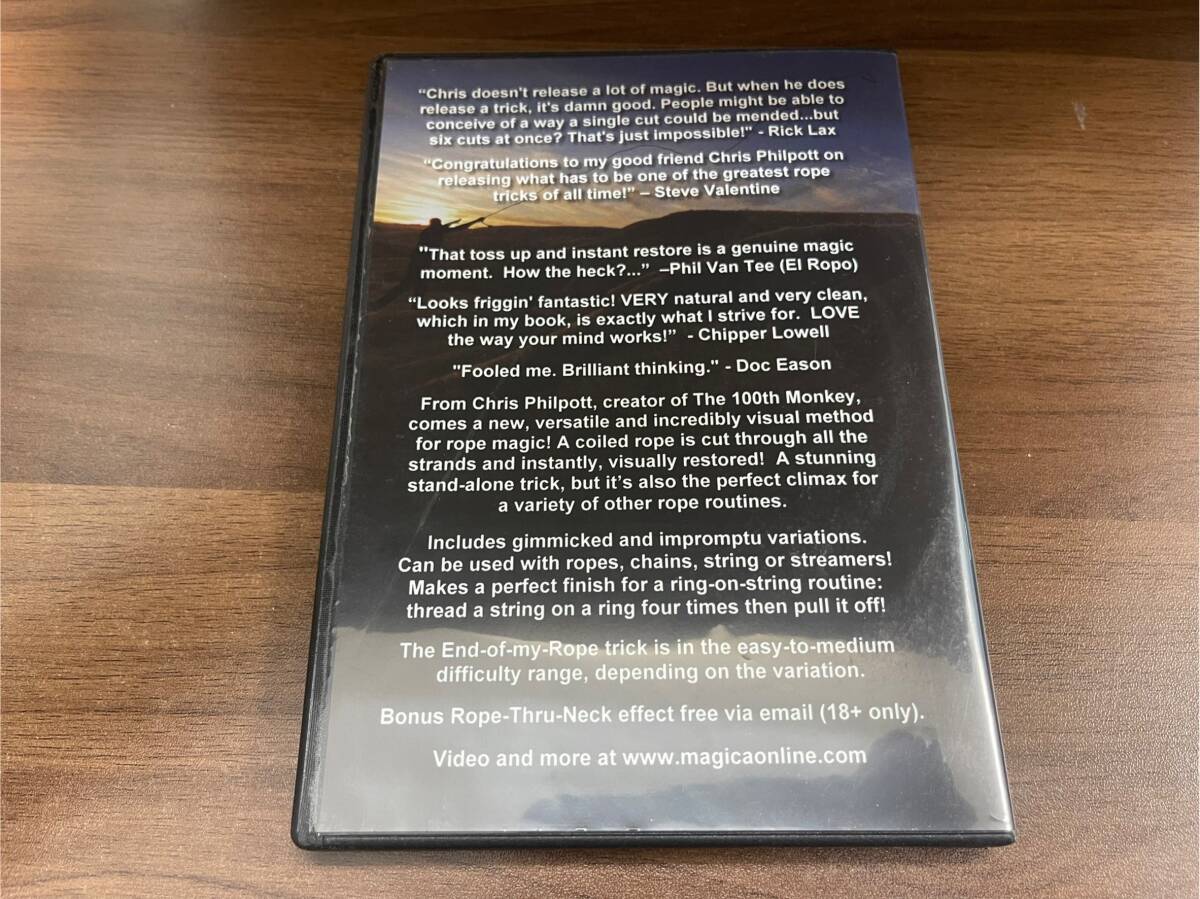 “Chris doesn't release a lot of magic. But when he does
release a trick, it's damn good. People might be able to
conceive of a way a single cut could be mended...but
six cuts at once? That's just impossible!" - Rick Lax
“Congratulations to my good friend Chris Philpott on
releasing what has to be one of the greatest rope
tricks of all time!” – Steve Valentine
"That toss up and instant restore is a genuine magic
moment. How the heck?...” –Phil Van Tee (El Ropo)
“Looks friggin' fantastic! VERY natural and very clean,
which in my book, is exactly what I strive for. LOVE
the way your mind works!” - Chipper Lowell
"Fooled me. Brilliant thinking." - Doc Eason
From Chris Philpott, creator of The 100th Monkey,
comes a new, versatile and incredibly visual method
for rope magic! A coiled rope is cut through all the
strands and instantly, visually restored! A stunning
stand-alone trick, but it’s also the perfect climax for
a variety of other rope routines.
Includes gimmicked and impromptu variations.
Can be used with ropes, chains, string or streamers!
Makes a perfect finish for a ring-on-string routine:
thread a string on a ring four times then pull it off!
The End-of-my-Rope trick is in the easy-to-medium
difficulty range, depending on the variation.
Bonus Rope-Thru-Neck effect free via email (18+ only).
Video and more at www.magicaonline.com